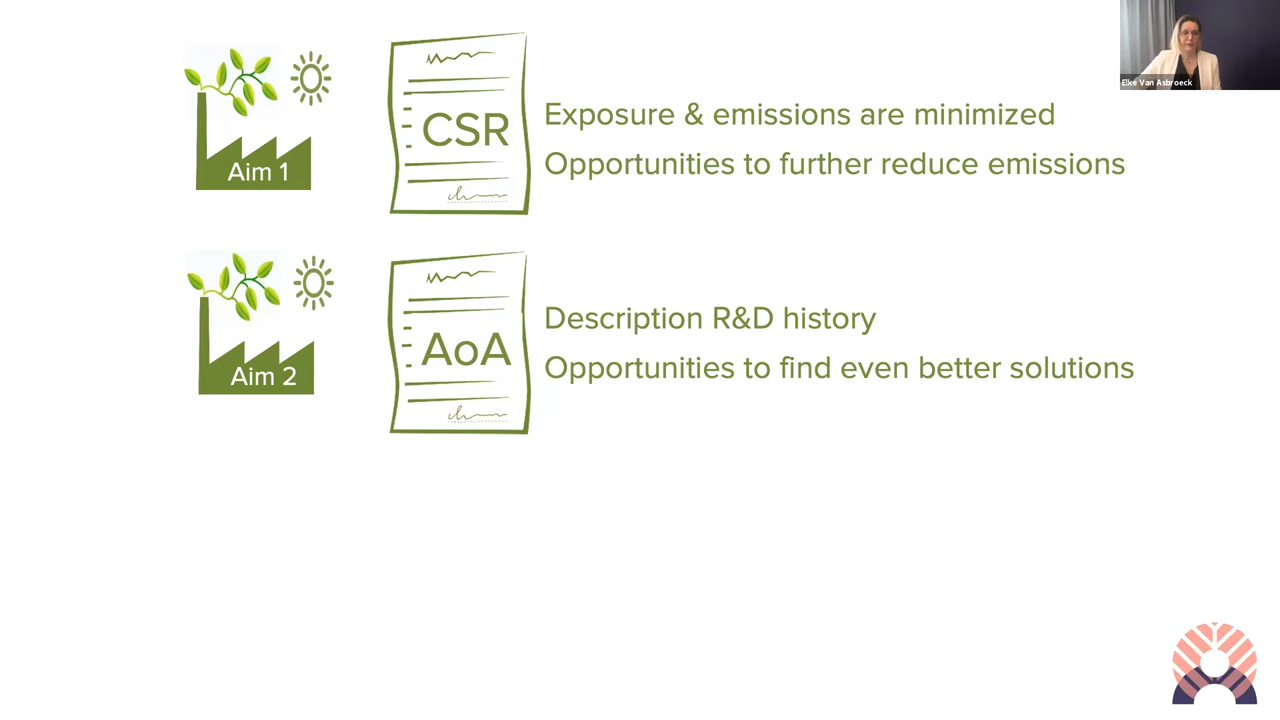 Elke Van Asbroeck
Aim 1
CSR
Exposure & emissions are minimized
Opportunities to further reduce emissions
Aim 2
AoA
Description R&D history
Opportunities to find even better solutions